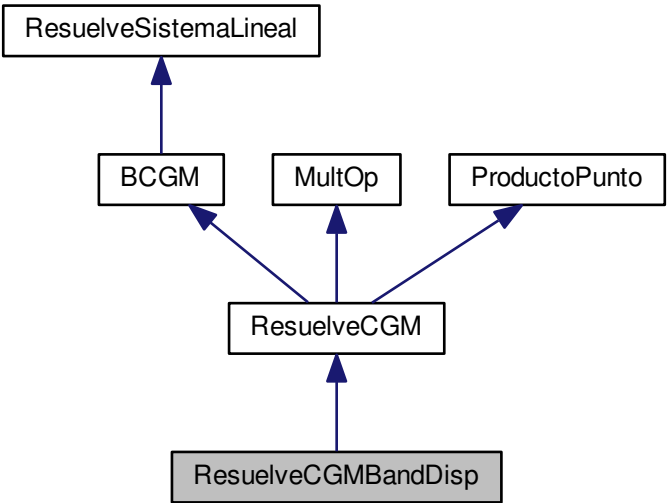 ResuelveSistemaLineal
BCGM
MultOp
ProductoPunto
ResuelveCGM
ResuelveCGMBandDisp